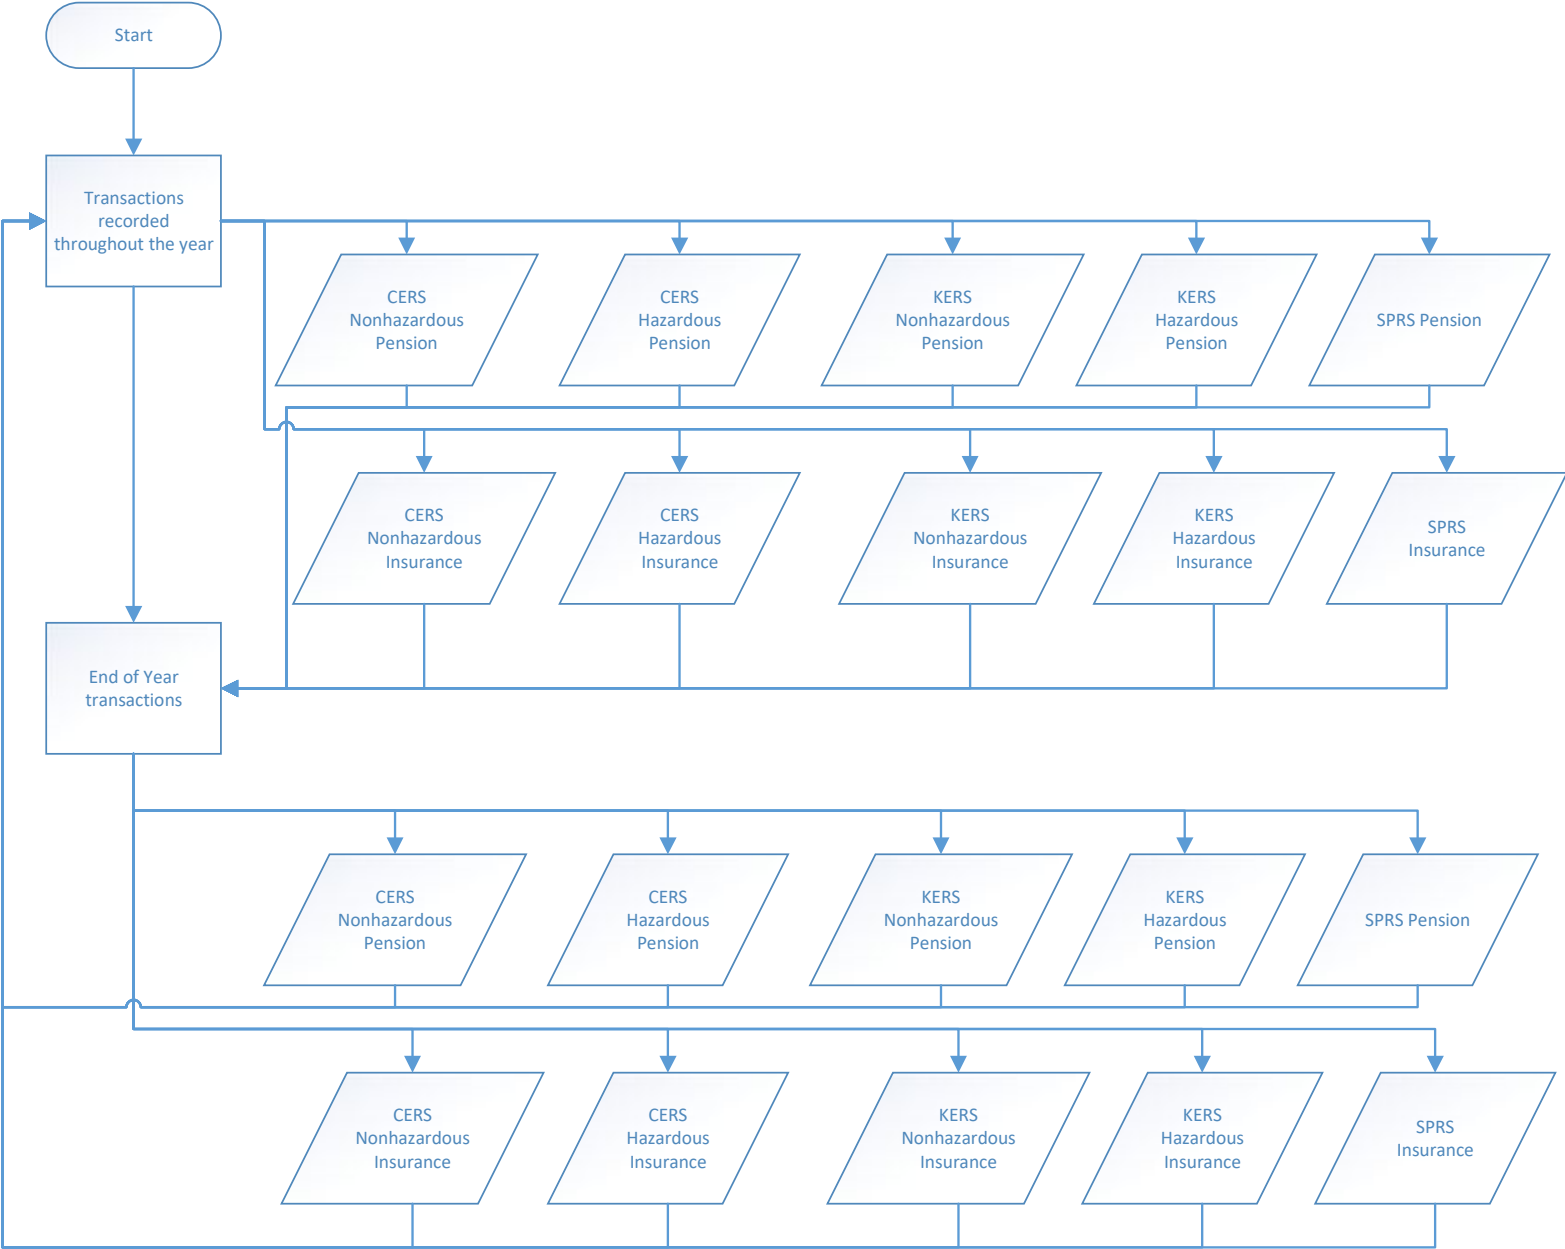 Start
Transactions
recorded
throughout the year
CERS
Nonhazardous
Pension
CERS
Hazardous
Pension
KERS
Nonhazardous
Pension
KERS
Hazardous
Pension
SPRS Pension
CERS
Nonhazardous
Insurance
CERS
Hazardous
Insurance
KERS
Nonhazardous
Insurance
KERS
Hazardous
Insurance
SPRS
Insurance
End of Year
transactions
CERS
Nonhazardous
Pension
CERS
Hazardous
Pension
KERS
Nonhazardous
Pension
KERS
Hazardous
Pension
SPRS Pension
CERS
Nonhazardous
Insurance
CERS
Hazardous
Insurance
KERS
Nonhazardous
Insurance
KERS
Hazardous
Insurance
SPRS
Insurance